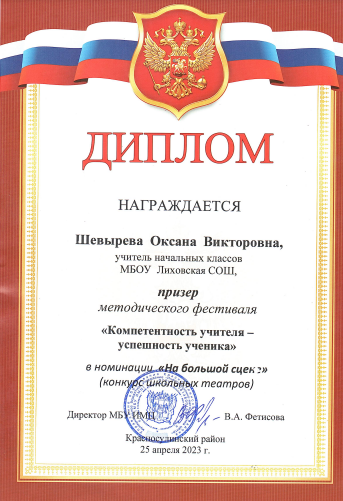 ДИПЛОМ
НАГРАЖДАЕТСЯ
Шевырева Оксана Викторовна,
учитель начальных классов
МБОУ Лиховская СОШ,
призер
методического фестиваля
«Компетентность учителя –
успешность ученика»
в номинации «На большой сцене»
(конкурс школьных театров)
Директор МБУ ИМЦ В.А. Фетисова
Красносулинский район
25 апреля 2023 г.